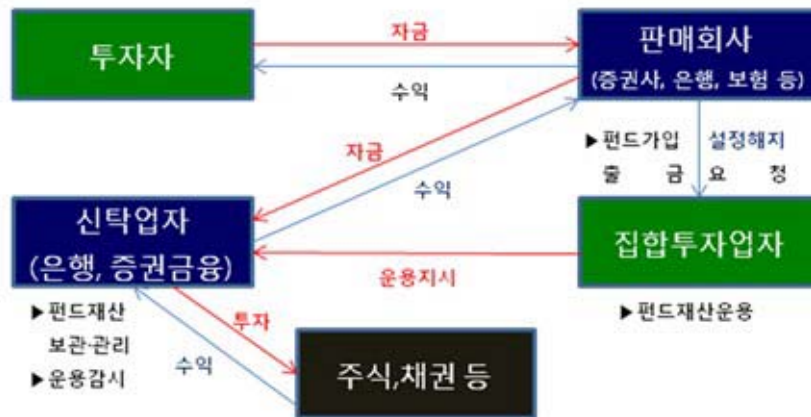 투자자
자금
수익
판매회사
(증권사, 은행, 보험 등)
▶펀드가입 설정해지
출 금 요 청
자금
수익
신탁업자
(은행, 증권금융)
집합투자업자
운용지시
▶펀드재산
보관·관리
▶운용감시
투자
수익
▶펀드재산운용
주식,채권 등